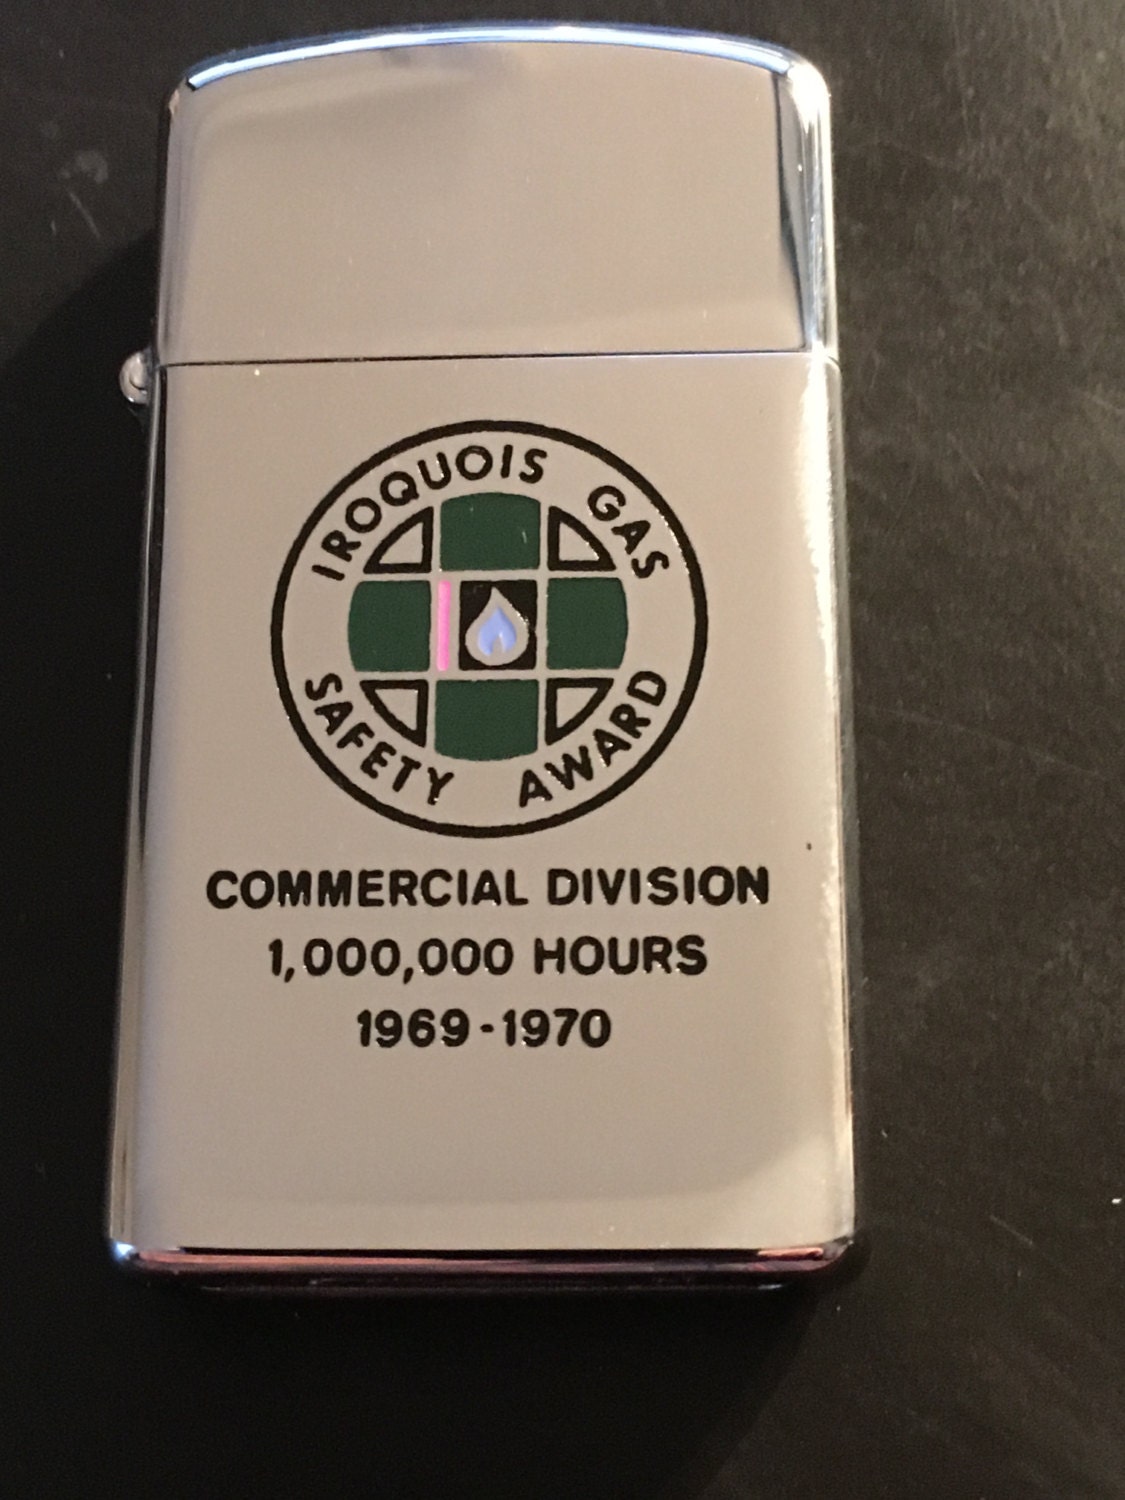 IROQUOIS GAS
SAFETY AWARD
COMMERCIAL DIVISION
1,000,000 HOURS
1969-1970